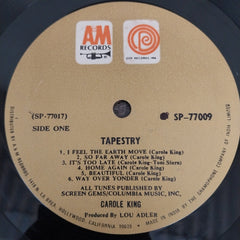 A&M
RECORDS
ODE RECORDS, INC.
(SP-77017)
SP-77009
SIDE ONE
TAPESTRY
1. I FEEL THE EARTH MOVE (Carole King)
2. SO FAR AWAY (Carole King)
3. IT'S TOO LATE (Carole King-Toni Stern)
4. HOME AGAIN (Carole King)
5. BEAUTIFUL (Carole King)
6. WAY OVER YONDER (Carole King)
ALL TUNES PUBLISHED BY
SCREEN GEMS/COLUMBIA MUSIC, INC.
CAROLE KING
Produced By LOU ADLER